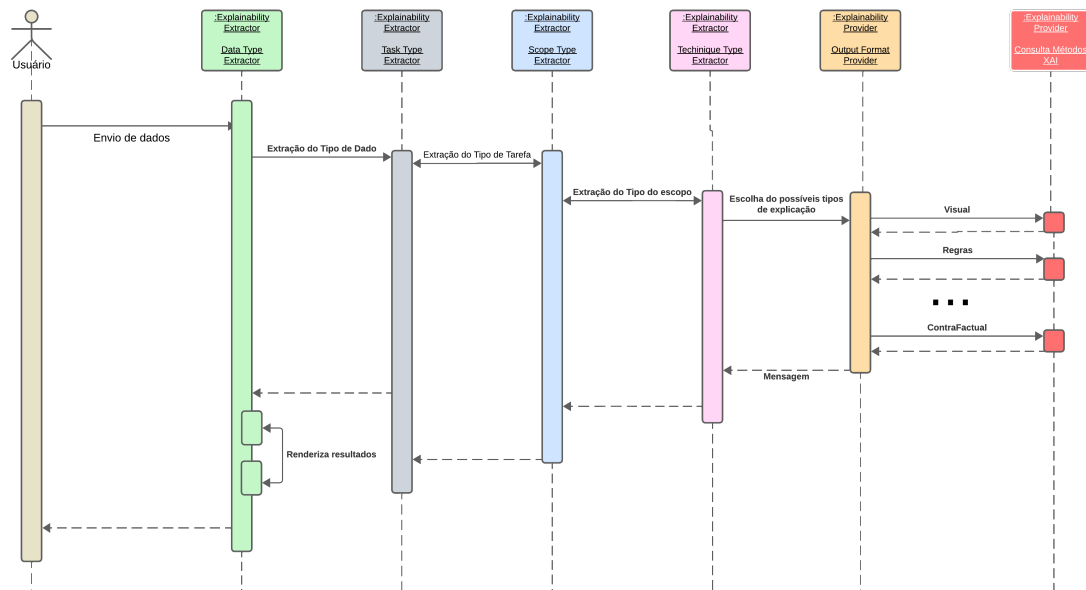 :Explainability
Extractor
Data Type
Extractor
:Explainability
Extractor
Task Type
Extractor
:Explainability
Extractor
Scope Type
Extractor
:Explainability
Extractor
Techinique Type
Extractor
:Explainability
Provider
Output Format
Provider
:Explainability
Provider
Consulta Métodos
XAI
Usuário
Envio de dados
Extração do Tipo de Dado
Extração do Tipo de Tarefa
Extração do Tipo do escopo
Escolha do possíveis tipos
de explicação
Visual
Regras
...
ContraFactual
Mensagem
Renderiza resultados